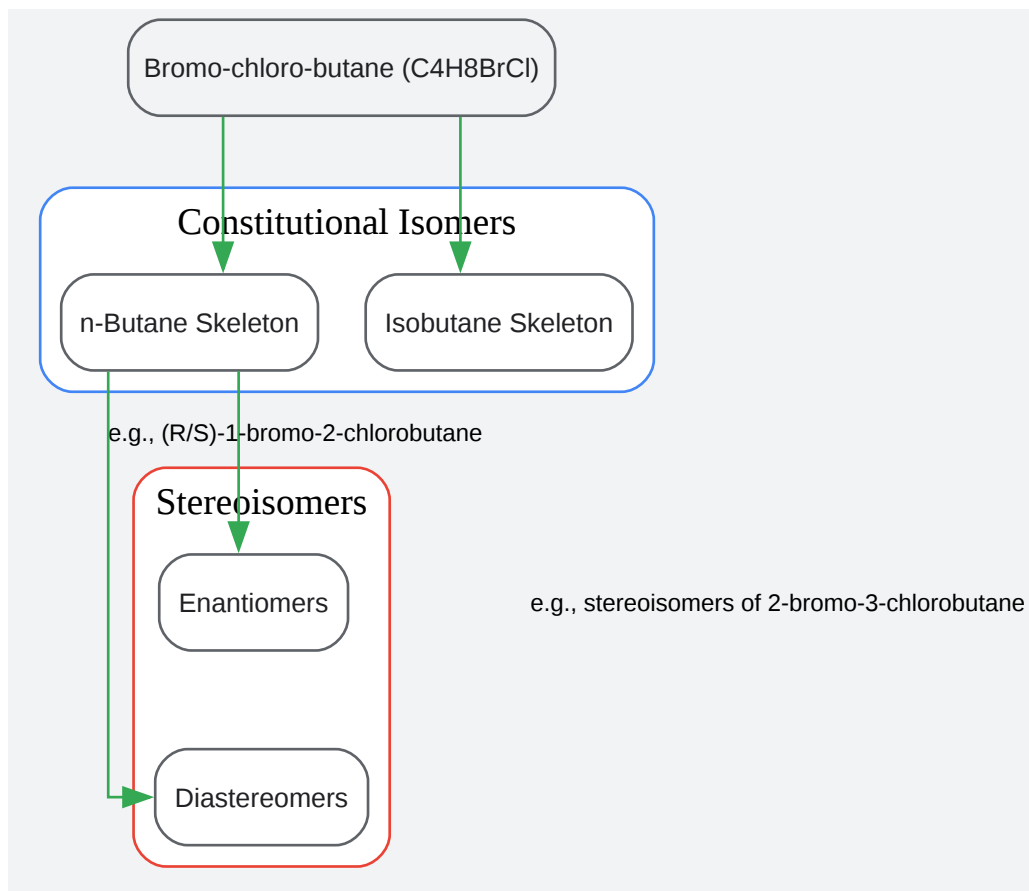 Bromo-chloro-butane (C4H8BrCl)
Constitutional Isomers
n-Butane Skeleton
Isobutane Skeleton
e.g., (R/S)-1-bromo-2-chlorobutane
Stereoisomers
Enantiomers
e.g., stereoisomers of 2-bromo-3-chlorobutane
Diastereomers